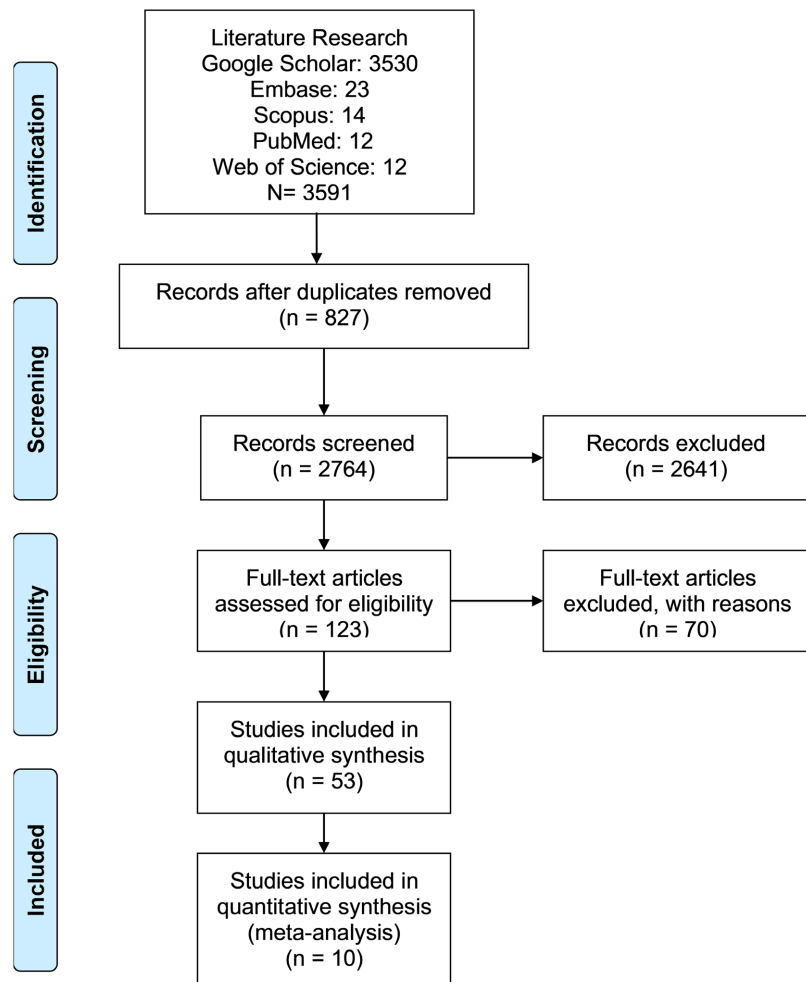 Identification
Literature Research
Google Scholar: 3530
Embase: 23
Scopus: 14
PubMed: 12
Web of Science: 12
N= 3591
Records after duplicates removed
(n = 827)
Screening
Records screened
(n = 2764)
Records excluded
(n = 2641)
Eligibility
Full-text articles
assessed for eligibility
(n = 123)
Full-text articles
excluded, with reasons
(n = 70)
Studies included in
qualitative synthesis
(n = 53)
Included
Studies included in
quantitative synthesis
(meta-analysis)
(n = 10)